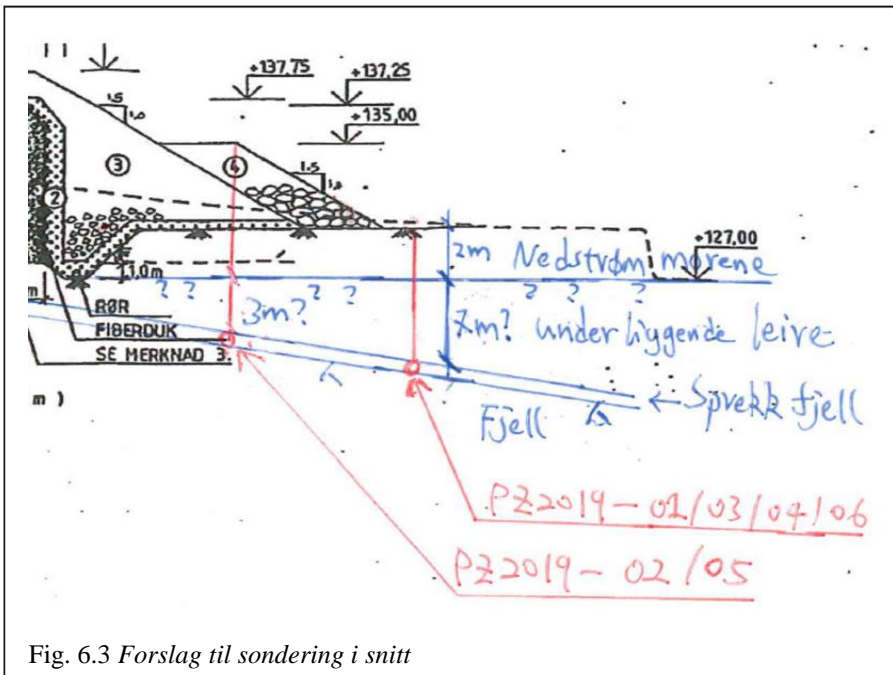 +137.75
+137.25
+135,00
1.5
1.0
1.5
1.0
3
4
2
+127,00
2m Nedstrøm morene
1,0m
? ? ? ? ? ? ?
m
RØR
3m?
7m? underliggende leire
FIBERDUK
SE MERKNAD 3.
m )
← Sprekk fjell
Fjell
PZ2019-01/03/04/06
PZ2019-02/05
Fig. 6.3 Forslag til sondering i snitt